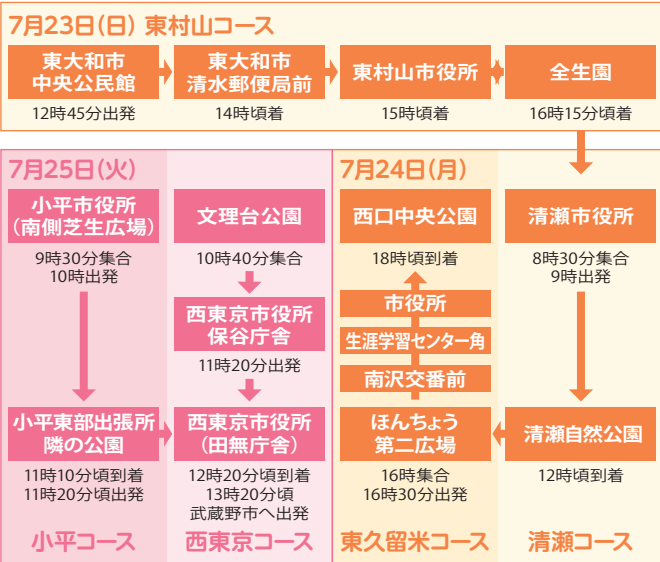 7月23日(日) 東村山コース
東大和市
中央公民館
12時45分出発
東大和市
清水郵便局前
14時頃着
東村山市役所
15時頃着
全生園
16時15分頃着
7月25日(火)
小平市役所
(南側芝生広場)
9時30分集合
10時出発
小平東部出張所
隣の公園
11時10分頃到着
11時20分頃出発
小平コース
文理台公園
10時40分集合
西東京市役所
保谷庁舎
11時20分出発
西東京市役所
(田無庁舎)
12時20分頃到着
13時20分頃
武蔵野市へ出発
西東京コース
7月24日(月)
西口中央公園
18時頃到着
市役所
生涯学習センター角
南沢交番前
ほんちょう
第二広場
16時集合
16時30分出発
東久留米コース
清瀬市役所
8時30分集合
9時出発
清瀬自然公園
12時頃到着
清瀬コース